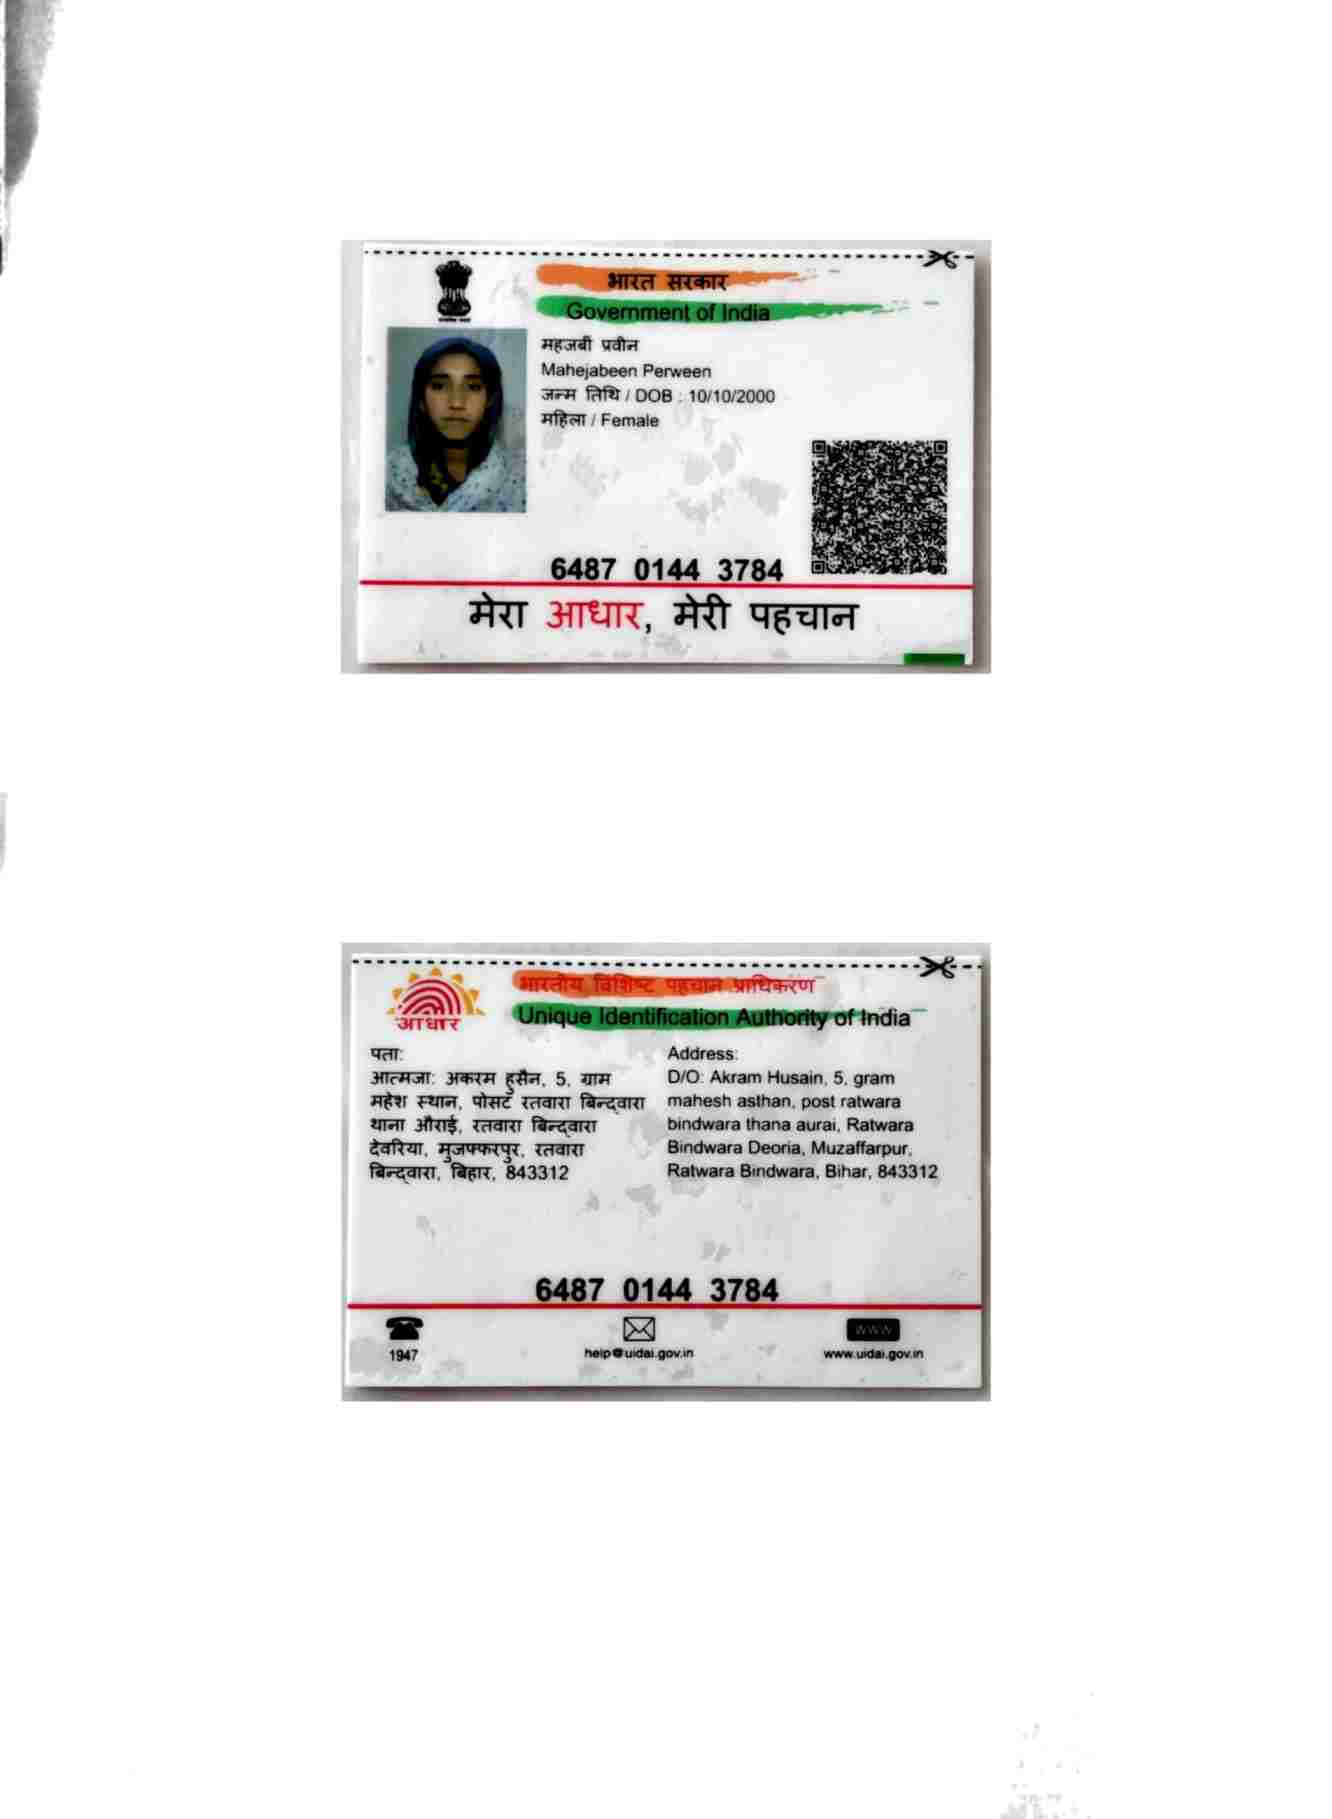 भारत सरकार
Government of India
महजबीं प्रवीन
Mahejabeen Perween
जन्म तिथि / DOB : 10/10/2000
महिला / Female
6487 0144 3784
मेरा आधार, मेरी पहचान
भारतीय विशिष्ट पहचान प्राधिकरण
Unique Identification Authority of India
आधार
पता:
आत्मजा: अकरम हुसैन, 5, ग्राम
महेश स्थान, पोसट रतवारा बिन्दवारा
थाना औराई, रतवारा बिन्दवारा
देवरिया, मुजफ्फरपुर, रतवारा
बिन्दवारा, बिहार, 843312
Address:
D/O: Akram Husain, 5, gram
mahesh asthan, post ratwara
bindwara thana aurai, Ratwara
Bindwara Deoria, Muzaffarpur,
Ratwara Bindwara, Bihar, 843312
6487 0144 3784
1947
help@uidai.gov.in
WWW
www.uidai.gov.in